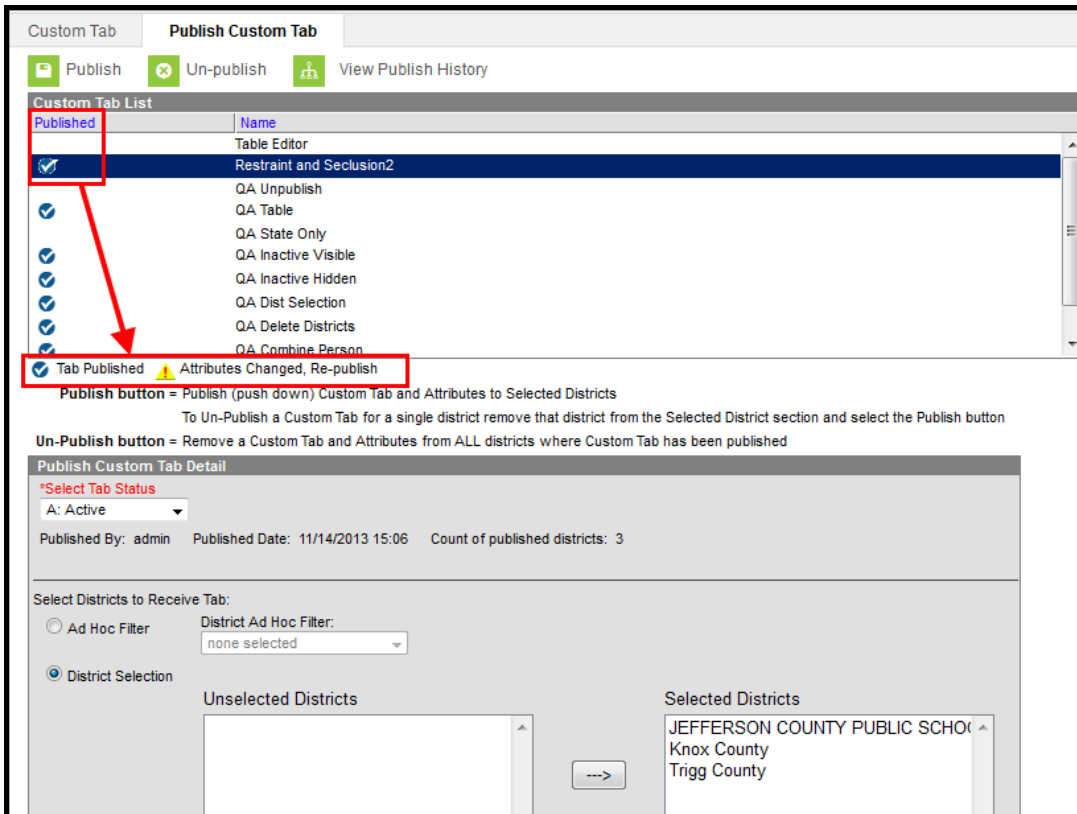 Custom Tab Publish Custom Tab
Publish Un-publish View Publish History
Custom Tab List
Published Name
Table Editor
Restraint and Seclusion2
QA Unpublish
QA Table
QA State Only
QA Inactive Visible
QA Inactive Hidden
QA Dist Selection
QA Delete Districts
QA Combine Person
Tab Published Attributes Changed, Re-publish
Publish button = Publish (push down) Custom Tab and Attributes to Selected Districts
To Un-Publish a Custom Tab for a single district remove that district from the Selected District section and select the Publish button
Un-Publish button = Remove a Custom Tab and Attributes from ALL districts where Custom Tab has been published
Publish Custom Tab Detail
*Select Tab Status
A: Active
Published By: admin Published Date: 11/14/2013 15:06 Count of published districts: 3
Select Districts to Receive Tab:
Ad Hoc Filter District Ad Hoc Filter:
none selected
District Selection
Unselected Districts Selected Districts
JEFFERSON COUNTY PUBLIC SCHO
Knox County
--->
Trigg County